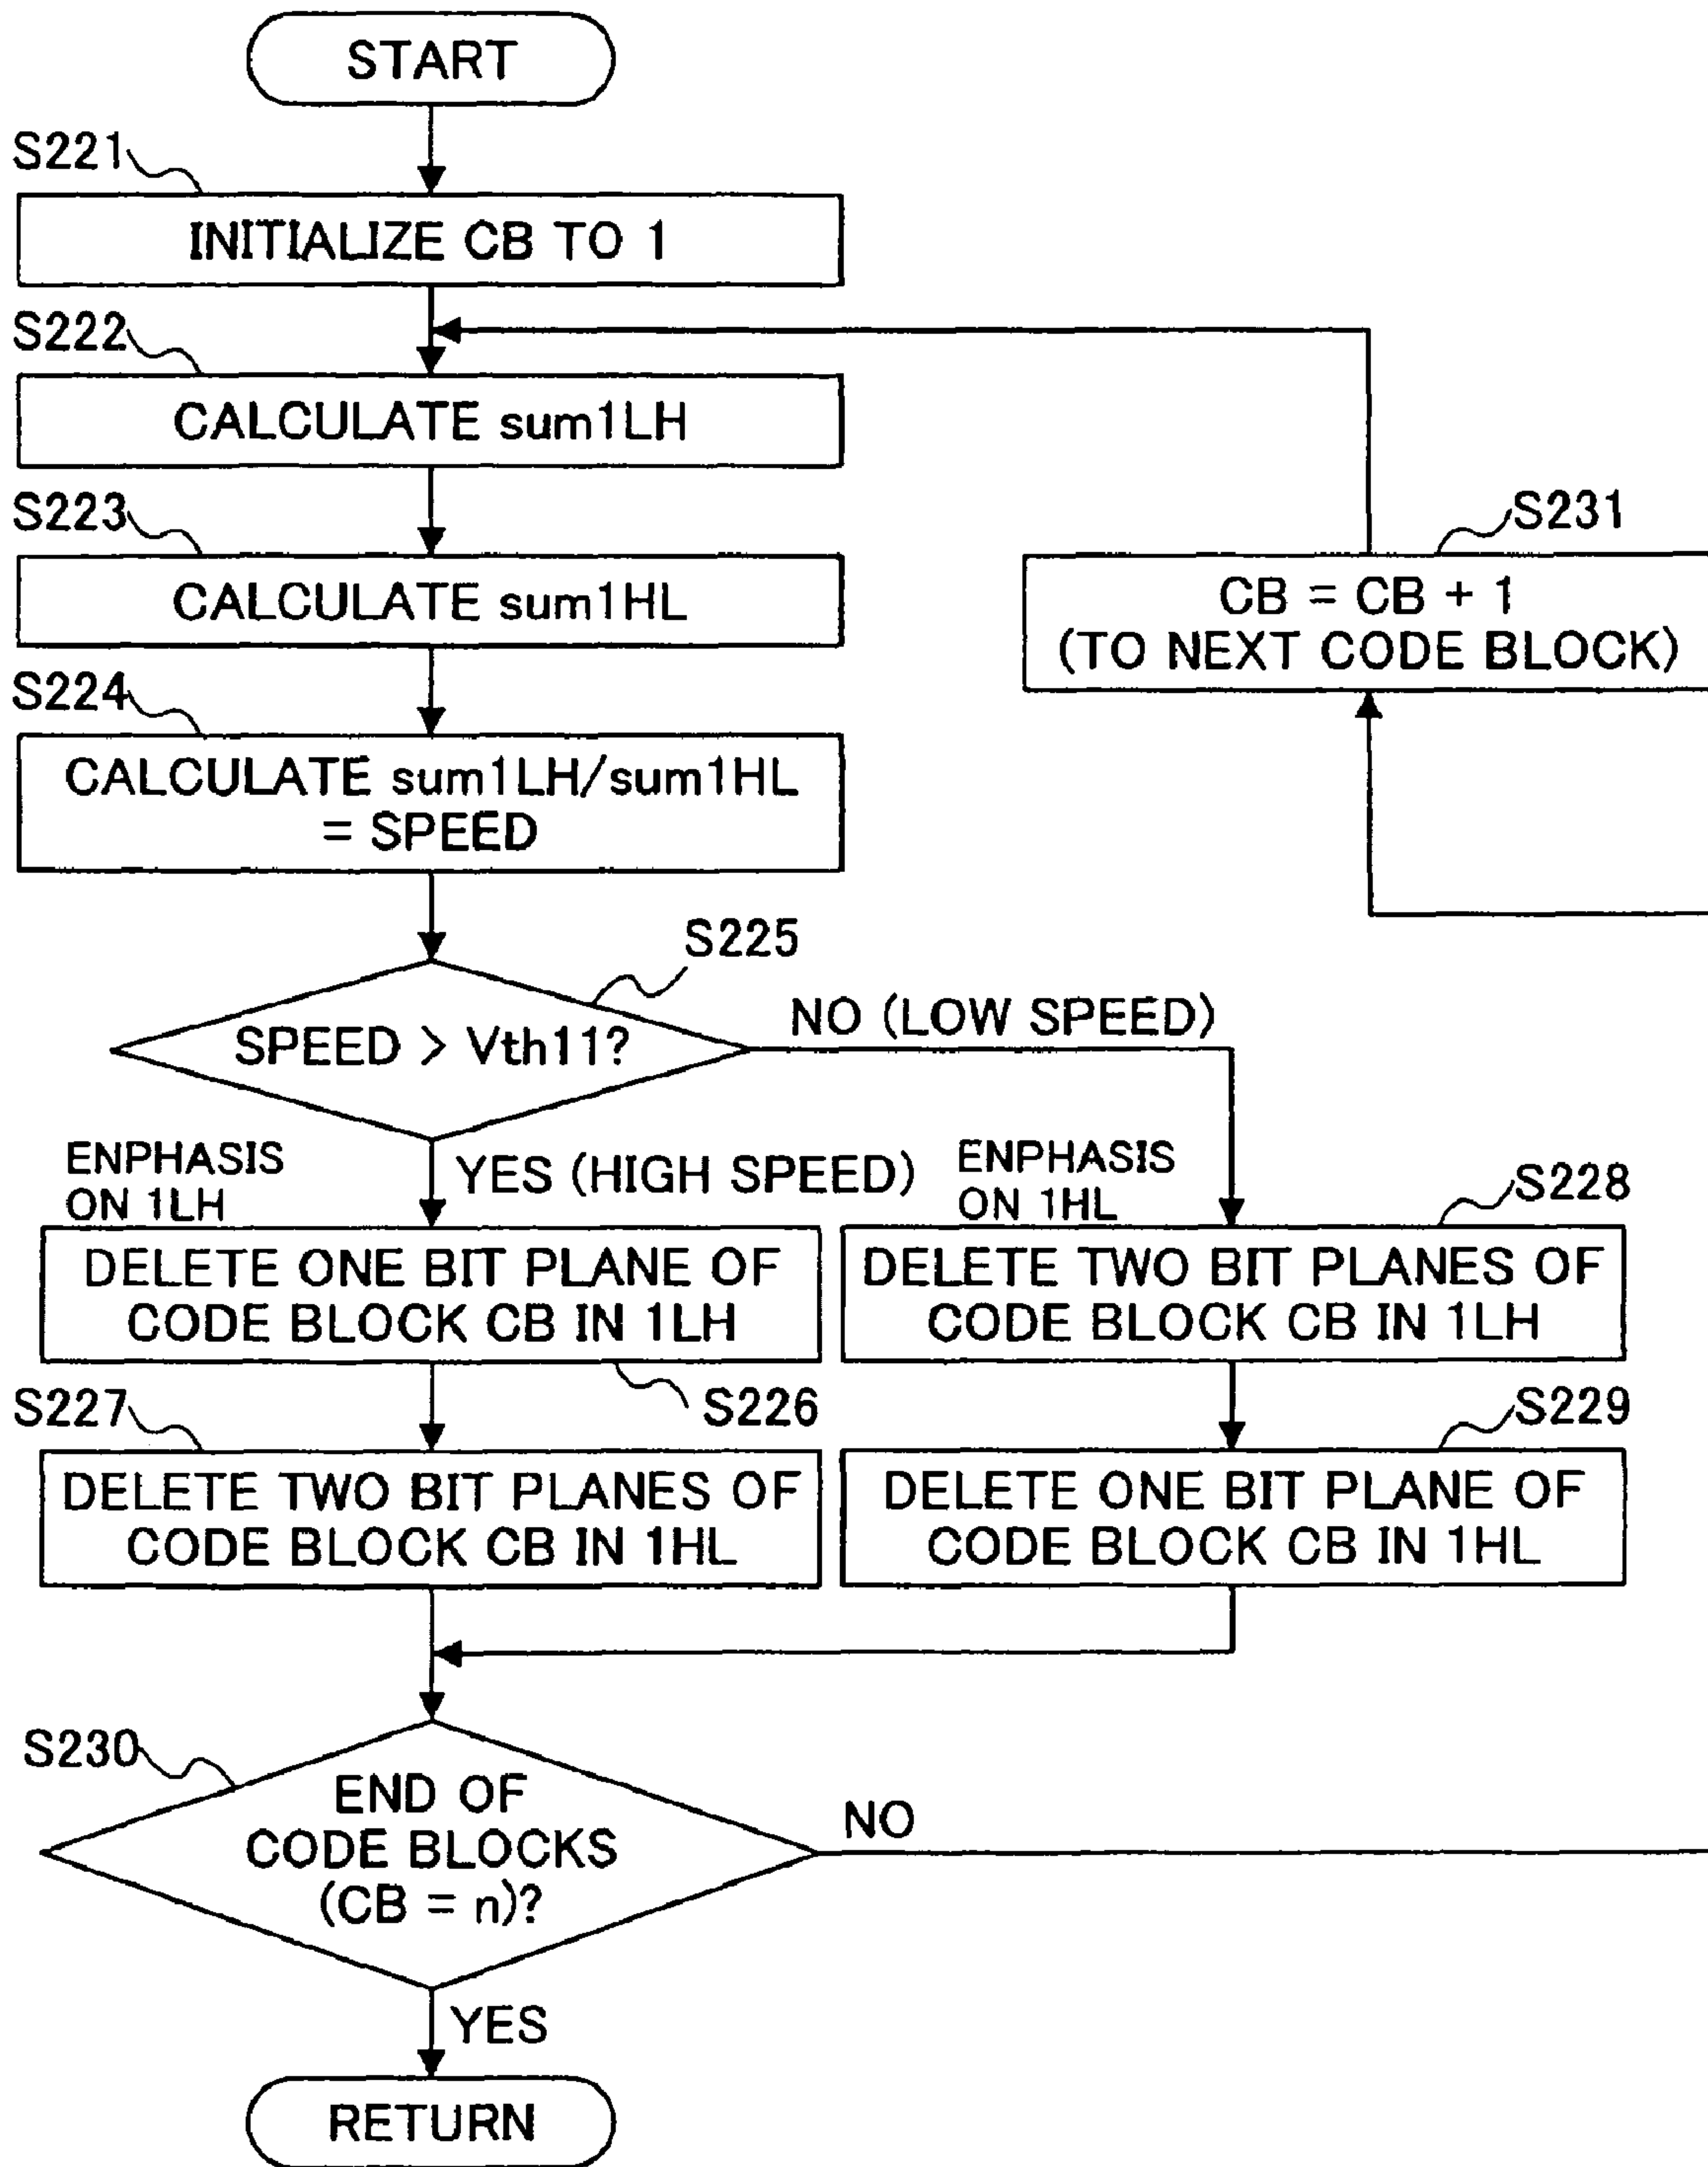 START
S221
INITIALIZE CB TO 1
S222
CALCULATE sum1LH
S223
CALCULATE sum1HL
S231
CB = CB + 1
(TO NEXT CODE BLOCK)
S224
CALCULATE sum1LH/sum1HL
= SPEED
S225
SPEED > Vth11?
NO (LOW SPEED)
ENPHASIS
ON 1LH
YES (HIGH SPEED)
ENPHASIS
ON 1HL
S228
DELETE ONE BIT PLANE OF
CODE BLOCK CB IN 1LH
S226
DELETE TWO BIT PLANES OF
CODE BLOCK CB IN 1LH
S227
DELETE TWO BIT PLANES OF
CODE BLOCK CB IN 1HL
S229
DELETE ONE BIT PLANE OF
CODE BLOCK CB IN 1HL
S230
END OF
CODE BLOCKS
(CB = n)?
NO
YES
RETURN